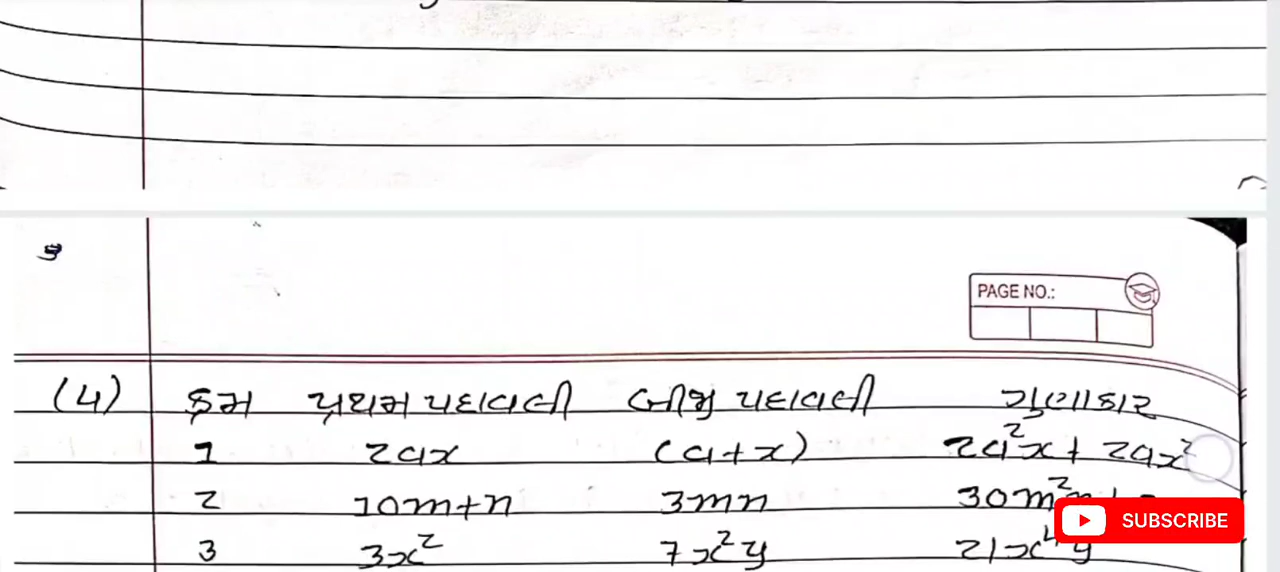 PAGE NO.:
(4) ક્રમ પ્રથમ પદાવલી બીજી પદાવલી ગુણાકાર
1 2ax (a+x) 2a²x + 2ax²
2 10m+n 3mn 30m²n +
SUBSCRIBE
3 3x² 7x²y 21x⁴y